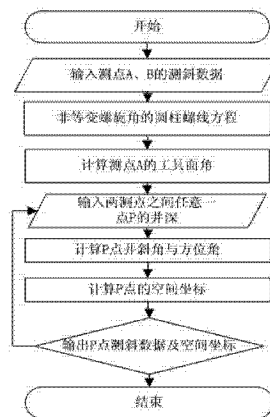 开始
输入测点A、B的测斜数据
非等变螺旋角的圆柱螺线方程
计算测点A的工具面角
输入两测点之间任意一
点P的井深
计算P点井斜角与方位角
计算P点的空间坐标
输出P点测斜数据及空间坐标
结束